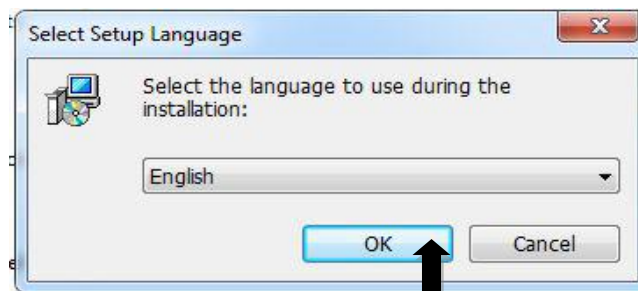 Select Setup Language
Select the language to use during the
installation:
English
OK
Cancel